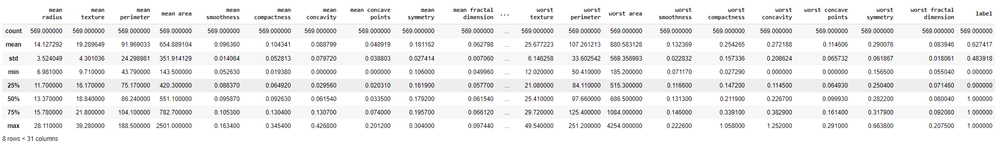 mean radius mean texture mean perimeter mean area mean smoothness mean compactness mean concavity mean concave points mean symmetry mean fractal dimension ... worst texture worst perimeter worst area worst smoothness worst compactness worst concavity worst concave points worst symmetry worst fractal dimension label
count 569.000000 569.000000 569.000000 569.000000 569.000000 569.000000 569.000000 569.000000 569.000000 569.000000 ... 569.000000 569.000000 569.000000 569.000000 569.000000 569.000000 569.000000 569.000000 569.000000 569.000000
mean 14.127292 19.289649 91.969033 654.889104 0.096360 0.104341 0.088799 0.048919 0.181162 0.062798 ... 25.677223 107.261213 880.583128 0.132369 0.254265 0.272188 0.114606 0.290076 0.083946 0.627417
std 3.524049 4.301036 24.298981 351.914129 0.014064 0.052813 0.079720 0.038803 0.027414 0.007060 ... 6.146258 33.602542 569.356993 0.022832 0.157336 0.208624 0.065732 0.061867 0.018061 0.483918
min 6.981000 9.710000 43.790000 143.500000 0.052630 0.019380 0.000000 0.000000 0.106000 0.049960 ... 12.020000 50.410000 185.200000 0.071170 0.027290 0.000000 0.000000 0.156500 0.055040 0.000000
25% 11.700000 16.170000 75.170000 420.300000 0.086370 0.064920 0.029560 0.020310 0.161900 0.057700 ... 21.080000 84.110000 515.300000 0.116600 0.147200 0.114500 0.064930 0.250400 0.071460 0.000000
50% 13.370000 18.840000 86.240000 551.100000 0.095870 0.092630 0.061540 0.033500 0.179200 0.061540 ... 25.410000 97.660000 686.500000 0.131300 0.211900 0.226700 0.099930 0.282200 0.080040 1.000000
75% 15.780000 21.800000 104.100000 782.700000 0.105300 0.130400 0.130700 0.074000 0.195700 0.066120 ... 29.720000 125.400000 1084.000000 0.146000 0.339100 0.382900 0.161400 0.317900 0.092080 1.000000
max 28.110000 39.280000 188.500000 2501.000000 0.163400 0.345400 0.426800 0.201200 0.304000 0.097440 ... 49.540000 251.200000 4254.000000 0.222600 1.058000 1.252000 0.291000 0.663800 0.207500 1.000000
8 rows × 31 columns